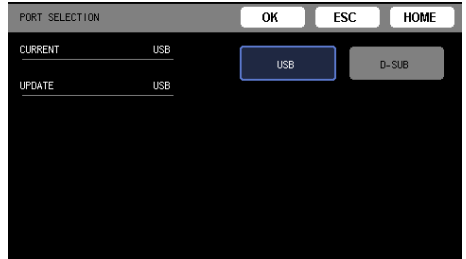 PORT SELECTION OK ESC HOME
CURRENT USB
USB D-SUB
UPDATE USB